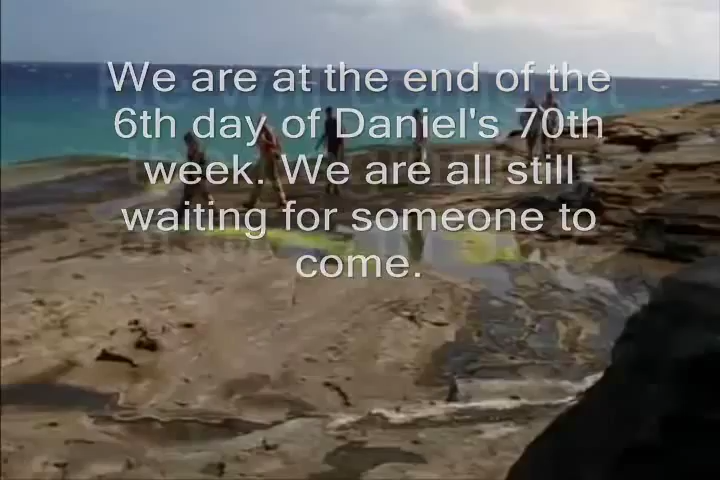 We are at the end of the
6th day of Daniel's 70th
week. We are all still
waiting for someone to
come.